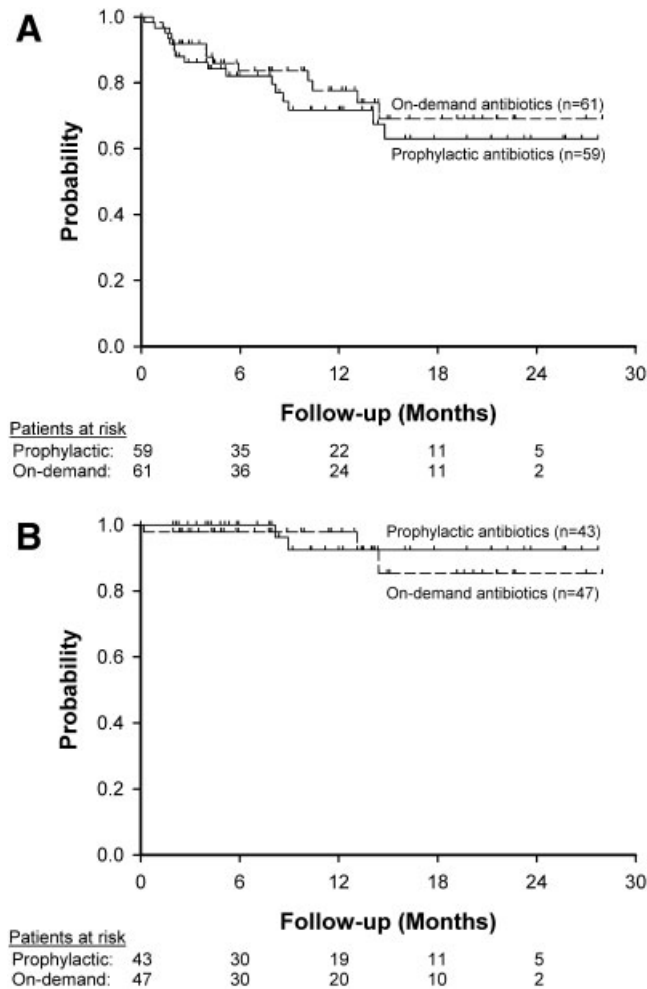 A
1.0
0.8
0.6
0.4
0.2
0.0
Probability
On-demand antibiotics (n=61)
Prophylactic antibiotics (n=59)
0 6 12 18 24 30
Follow-up (Months)
Patients at risk
Prophylactic: 59 35 22 11 5
On-demand: 61 36 24 11 2
B
1.0
0.8
0.6
0.4
0.2
0.0
Probability
Prophylactic antibiotics (n=43)
On-demand antibiotics (n=47)
0 6 12 18 24 30
Follow-up (Months)
Patients at risk
Prophylactic: 43 30 19 11 5
On-demand: 47 30 20 10 2